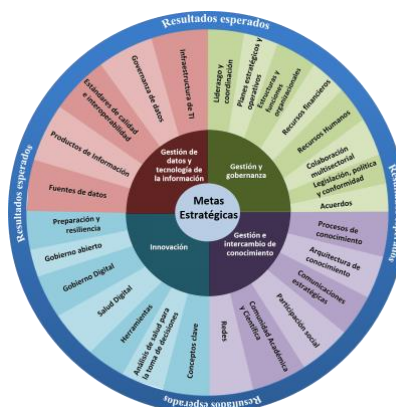 Resultados esperados
Infraestructura de TI
Governanza de datos
Estándares de calidad
e interoperabilidad
Productos de Información
Fuentes de datos
Liderazgo y
coordinación
Planes estratégicos y
operativos
Estructuras y
funciones
organizacionales
Recursos financieros
Recursos Humanos
Colaboración
multisectorial
Legislación, política
y conformidad
Acuerdos
Gestión de
datos y
tecnología de
la información
Gestión y
gobernanza
Metas
Estratégicas
Innovación
Gestión e
intercambio de
conocimiento
Preparación y
resiliencia
Gobierno abierto
Gobierno Digital
Salud Digital
Herramientas
Análisis de salud para
la toma de decisiones
Conceptos clave
Procesos de
conocimiento
Arquitectura de
conocimiento
Comunicaciones
estratégicas
Participación social
Comunidad Académica
y Científica
Redes
Resultados esperados
Resultados esperados
Resultados esperados